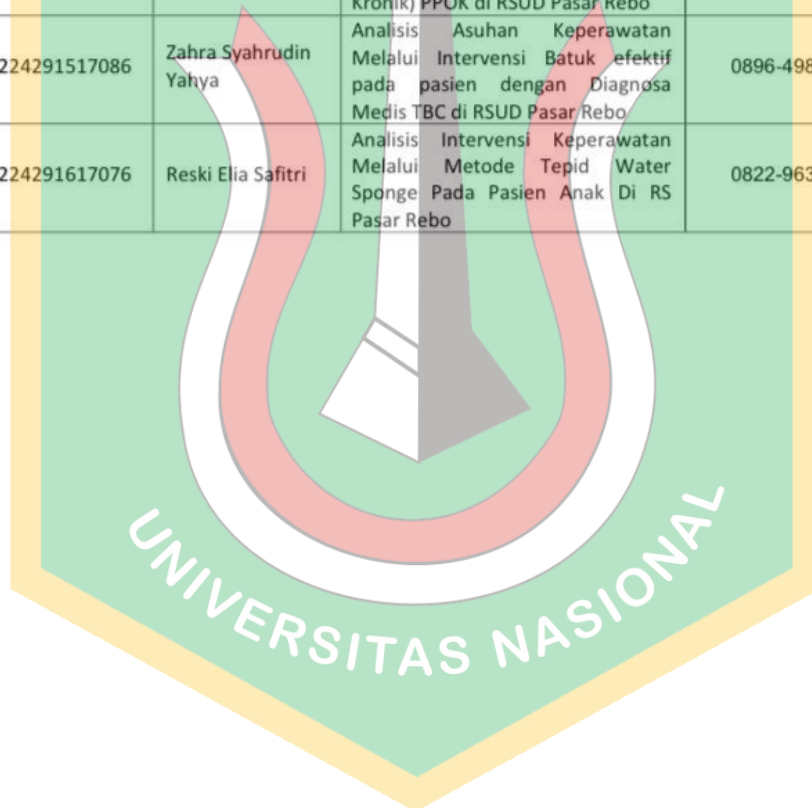 Kronik) PPOK di RSUD Pasar Rebo
224291517086
Zahra Syahrudin
Yahya
Analisis Asuhan Keperawatan
Melalui Intervensi Batuk efektif
pada pasien dengan Diagnosa
Medis TBC di RSUD Pasar Rebo
0896-498
224291617076
Reski Elia Safitri
Analisis Intervensi Keperawatan
Melalui Metode Tepid Water
Sponge Pada Pasien Anak Di RS
Pasar Rebo
0822-963
UNIVERSITAS NASIONAL